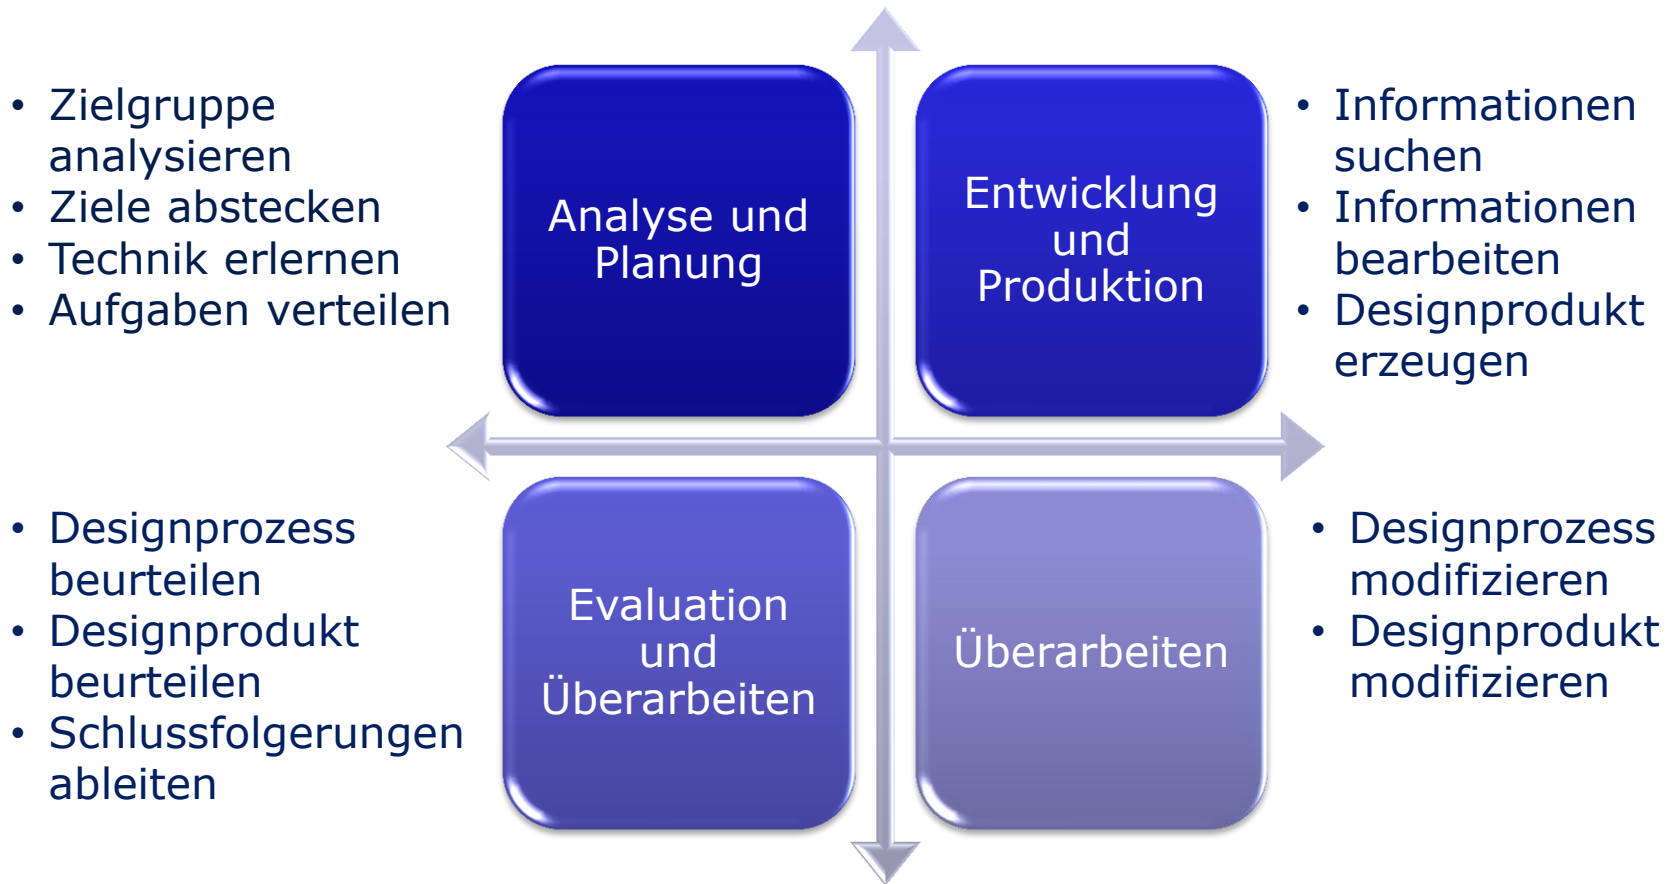 • Zielgruppe
analysieren
• Ziele abstecken
• Technik erlernen
• Aufgaben verteilen
Analyse und
Planung
Entwicklung
und
Produktion
• Informationen
suchen
• Informationen
bearbeiten
• Designprodukt
erzeugen
• Designprozess
beurteilen
• Designprodukt
beurteilen
• Schlussfolgerungen
ableiten
Evaluation
und
Überarbeiten
Überarbeiten
• Designprozess
modifizieren
• Designprodukt
modifizieren